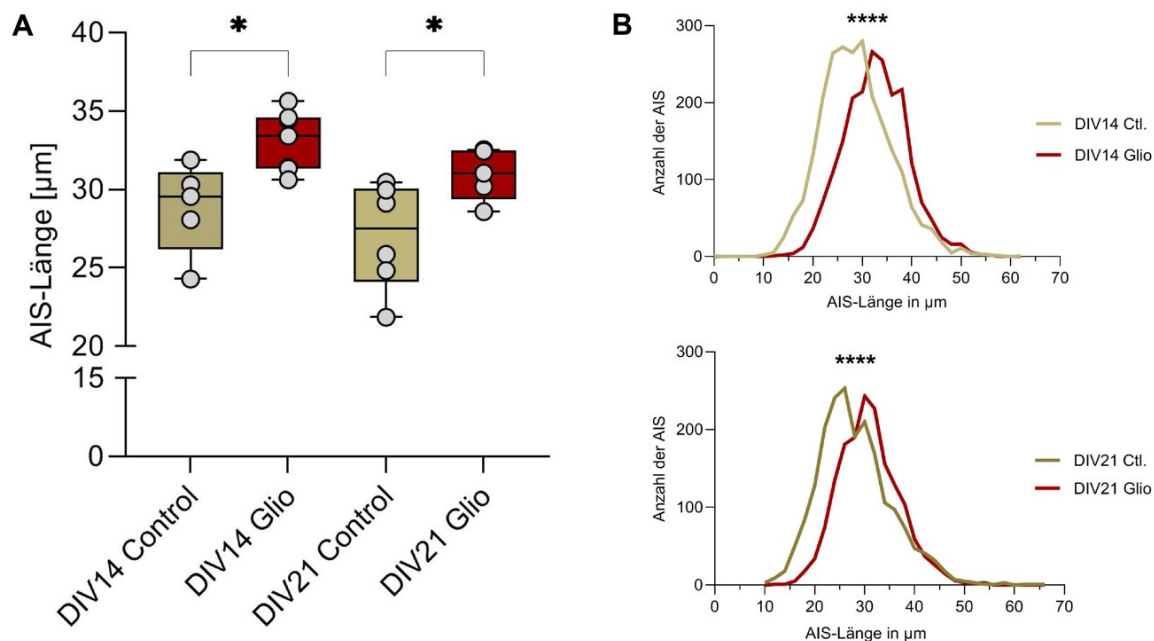 A
AIS-Länge [µm]
40
35
30
25
20
15
0
*
*
DIV14 Control
DIV14 Glio
DIV21 Control
DIV21 Glio
B
****
Anzahl der AIS
300
200
100
0
0 10 20 30 40 50 60 70
AIS-Länge in µm
DIV14 Ctl.
DIV14 Glio
****
Anzahl der AIS
300
200
100
0
0 10 20 30 40 50 60 70
AIS-Länge in µm
DIV21 Ctl.
DIV21 Glio